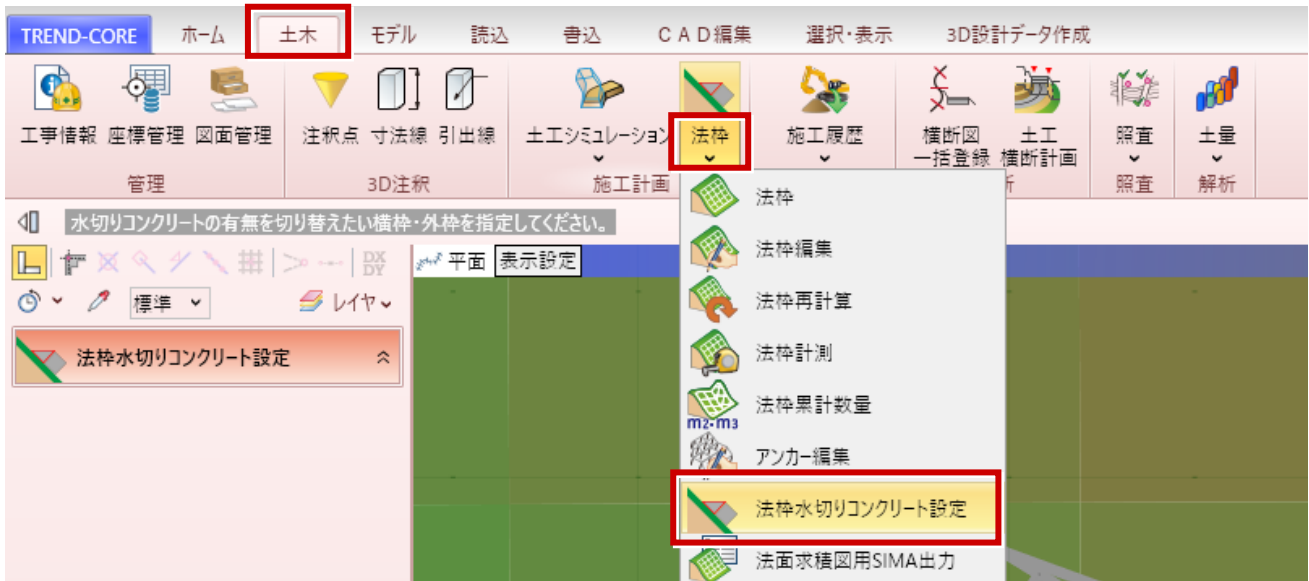 TREND-CORE ホーム 土木 モデル 読込 書込 ＣＡＤ編集 選択・表示 3D設計データ作成
工事情報 座標管理 図面管理 注釈点 寸法線 引出線 土工シミュレーション 法枠 施工履歴 横断図 一括登録 土工 横断計画 照査 土量
管理 3D注釈 施工計画 照査 解析
水切りコンクリートの有無を切り替えたい横枠・外枠を指定してください。
DX DY 平面 表示設定
標準 レイヤ
法枠水切りコンクリート設定
法枠
法枠編集
法枠再計算
法枠計測
法枠累計数量
m2・m3
アンカー編集
法枠水切りコンクリート設定
法面求積図用SIMA出力